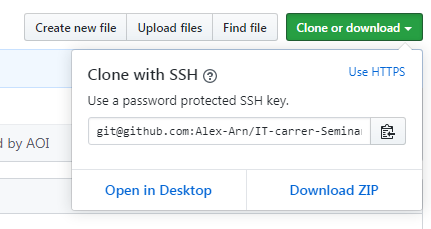 Create new file Upload files Find file Clone or download
Clone with SSH Use HTTPS
Use a password protected SSH key.
git@github.com:Alex-Arn/IT-carrer-Semina
d by AOI
Open in Desktop Download ZIP